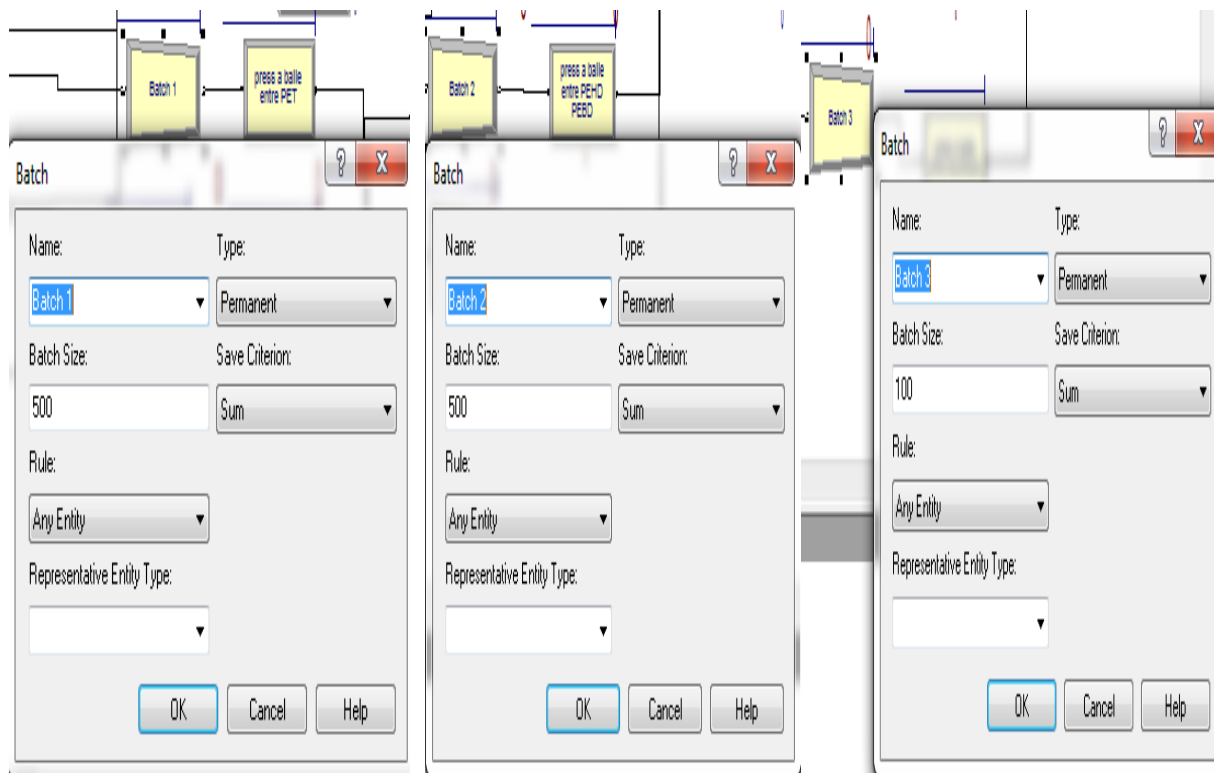 Batch 1
press a balle
entre PET
Batch
Name:
Type:
Batch 1
Permanent
Batch Size:
Save Criterion:
500
Sum
Rule:
Any Entity
Representative Entity Type:
OK
Cancel
Help
Batch 2
press a balle
entre PEHD
PEBD
Batch
Name:
Type:
Batch 2
Permanent
Batch Size:
Save Criterion:
500
Sum
Rule:
Any Entity
Representative Entity Type:
OK
Cancel
Help
Batch 3
Batch
Name:
Type:
Batch 3
Permanent
Batch Size:
Save Criterion:
100
Sum
Rule:
Any Entity
Representative Entity Type:
OK
Cancel
Help